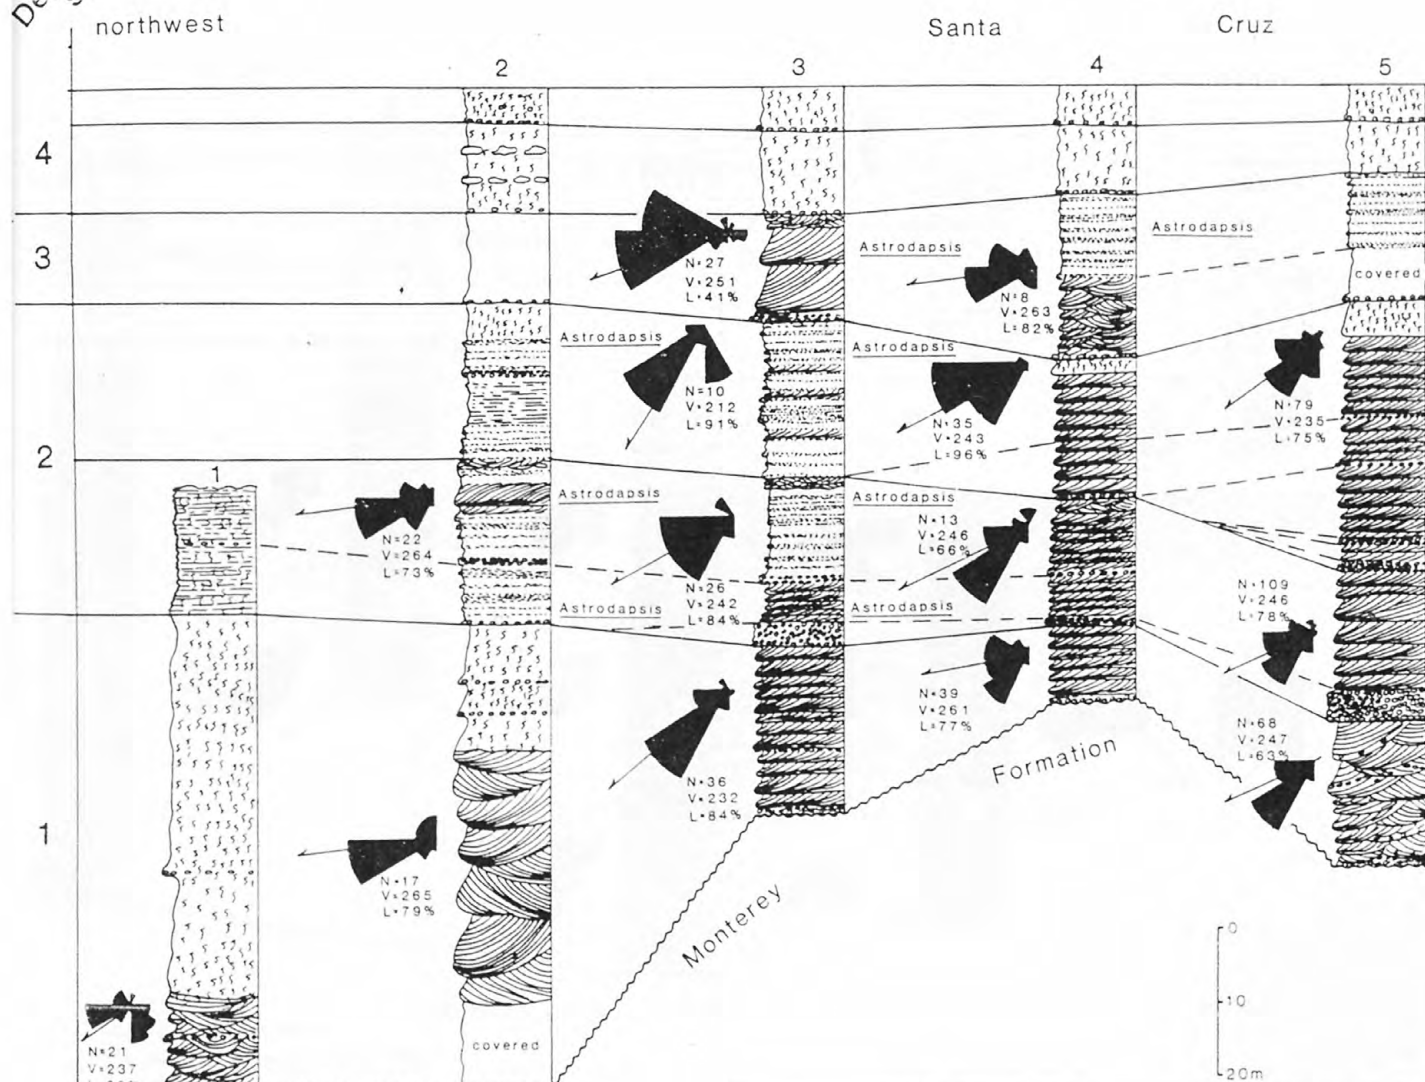 northwest
Santa
Cruz
2
3
4
5
4
N=27
V=251
L=41%
Astrodapsis
Astrodapsis
N=8
V=263
L=82%
3
covered
Astrodapsis
N=10
V=212
L=91%
Astrodapsis
N=35
V=243
L=96%
N=79
V=235
L=75%
2
1
N=22
V=264
L=73%
Astrodapsis
N=26
V=242
L=84%
Astrodapsis
N=13
V=246
L=66%
N=109
V=246
L=78%
Astrodapsis
Astrodapsis
N=39
V=261
L=77%
N=68
V=247
L=63%
N=36
V=232
L=84%
Formation
1
N=17
V=265
L=79%
Monterey
0
10
20m
covered
N=21
V=237